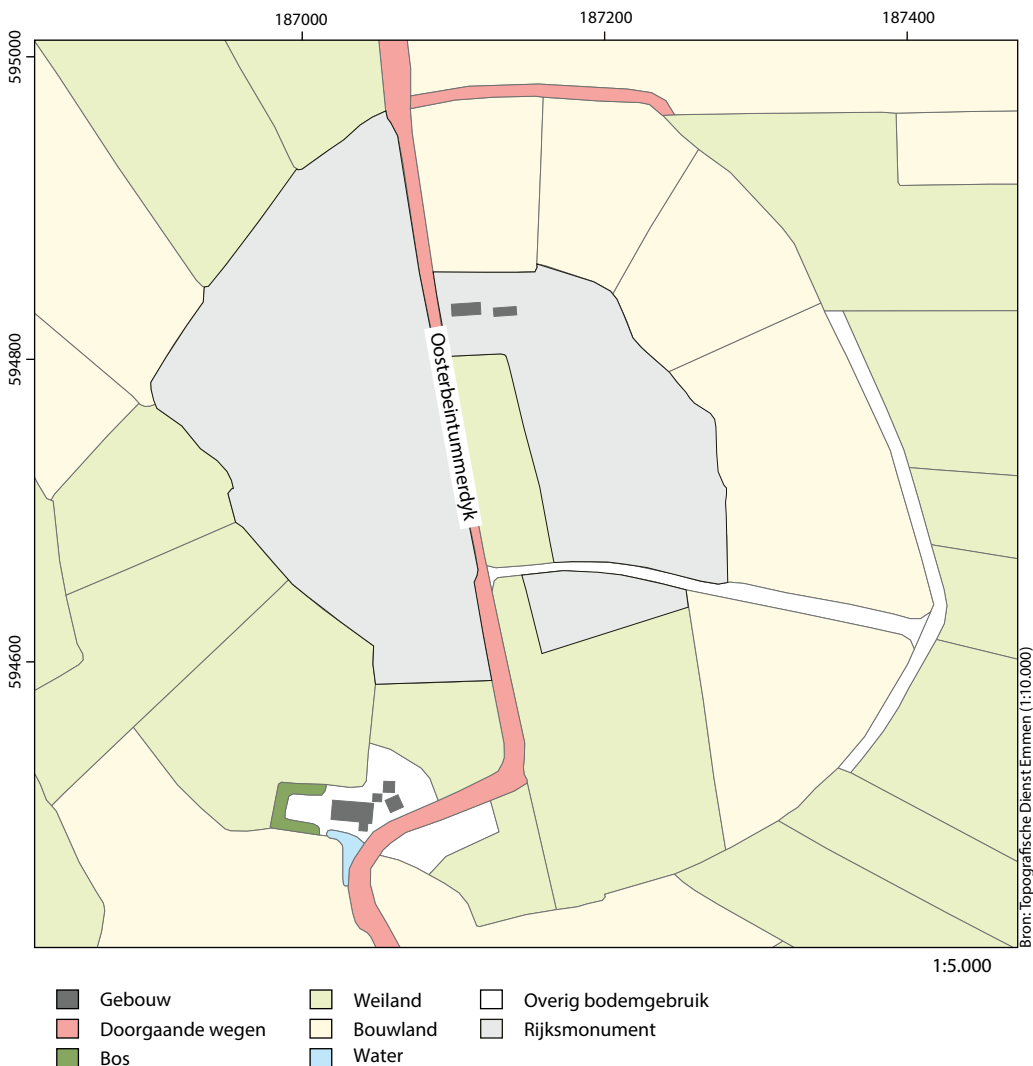 187000
187200
187400
595000
594800
594600
Oosterbeintummerdyk
Bron: Topografische Dienst Emmen (1:10.000)
1:5.000
Gebouw
Doorgaande wegen
Bos
Weiland
Bouwland
Water
Overig bodemgebruik
Rijksmonument